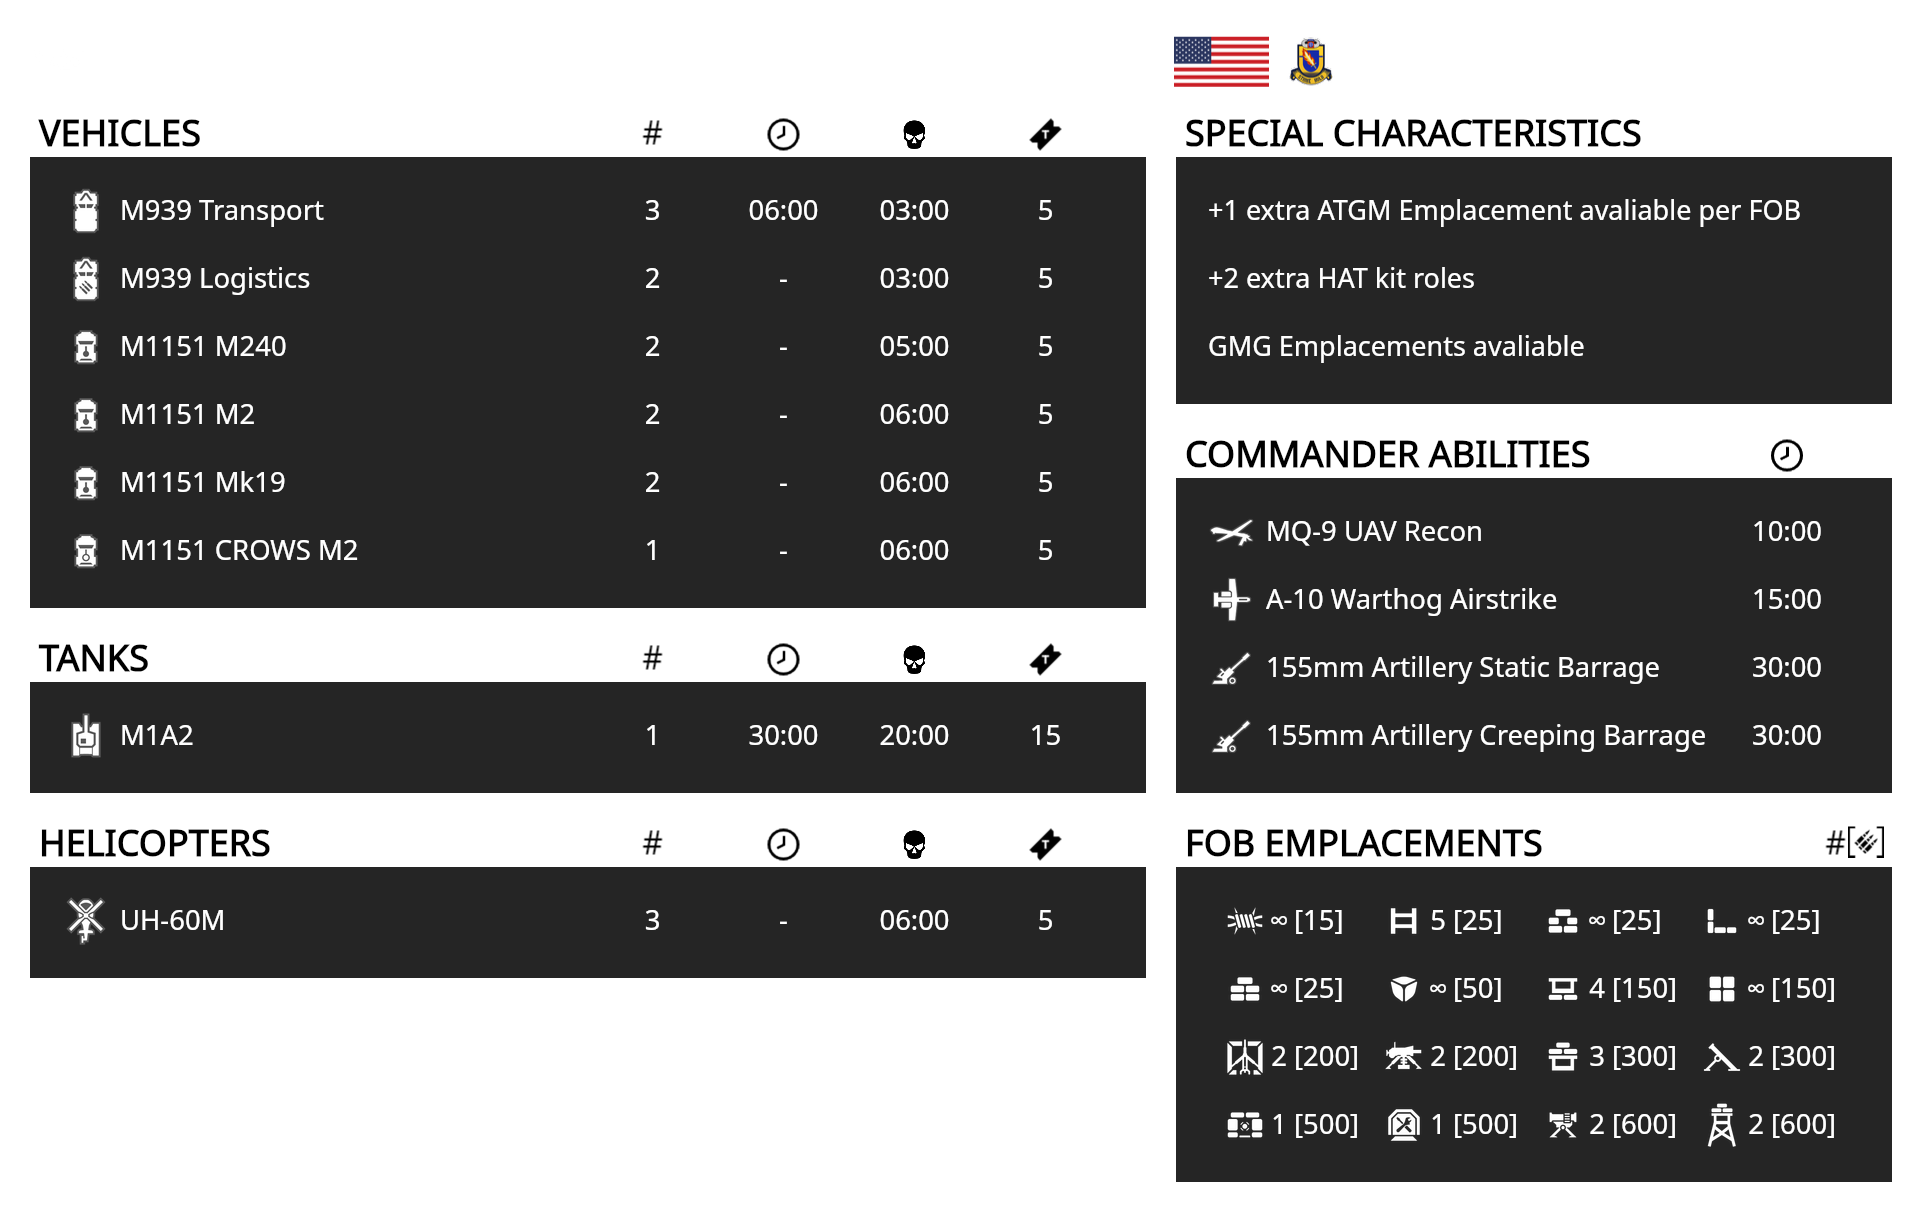 VEHICLES #
M939 Transport 3 06:00 03:00 5
M939 Logistics 2 - 03:00 5
M1151 M240 2 - 05:00 5
M1151 M2 2 - 06:00 5
M1151 Mk19 2 - 06:00 5
M1151 CROWS M2 1 - 06:00 5
TANKS #
M1A2 1 30:00 20:00 15
HELICOPTERS #
UH-60M 3 - 06:00 5
SPECIAL CHARACTERISTICS
+1 extra ATGM Emplacement avaliable per FOB
+2 extra HAT kit roles
GMG Emplacements avaliable
COMMANDER ABILITIES
MQ-9 UAV Recon 10:00
A-10 Warthog Airstrike 15:00
155mm Artillery Static Barrage 30:00
155mm Artillery Creeping Barrage 30:00
FOB EMPLACEMENTS #[]
∞ [15] 5 [25] ∞ [25] ∞ [25]
∞ [25] ∞ [50] 4 [150] ∞ [150]
2 [200] 2 [200] 3 [300] 2 [300]
1 [500] 1 [500] 2 [600] 2 [600]